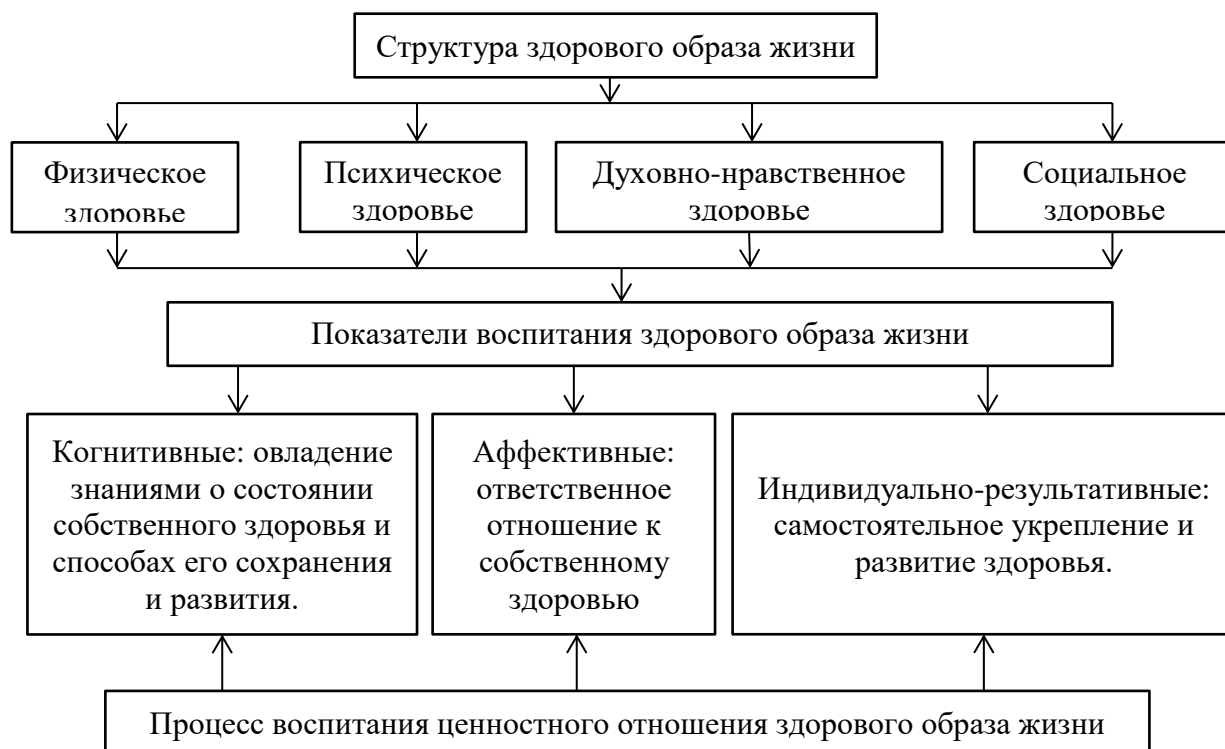 Структура здорового образа жизни
Физическое
здоровье
Психическое
здоровье
Духовно-нравственное
здоровье
Социальное
здоровье
Показатели воспитания здорового образа жизни
Когнитивные: овладение
знаниями о состоянии
собственного здоровья и
способах его сохранения
и развития.
Аффективные:
ответственное
отношение к
собственному
здоровью
Индивидуально-результативные:
самостоятельное укрепление и
развитие здоровья.
Процесс воспитания ценностного отношения здорового образа жизни